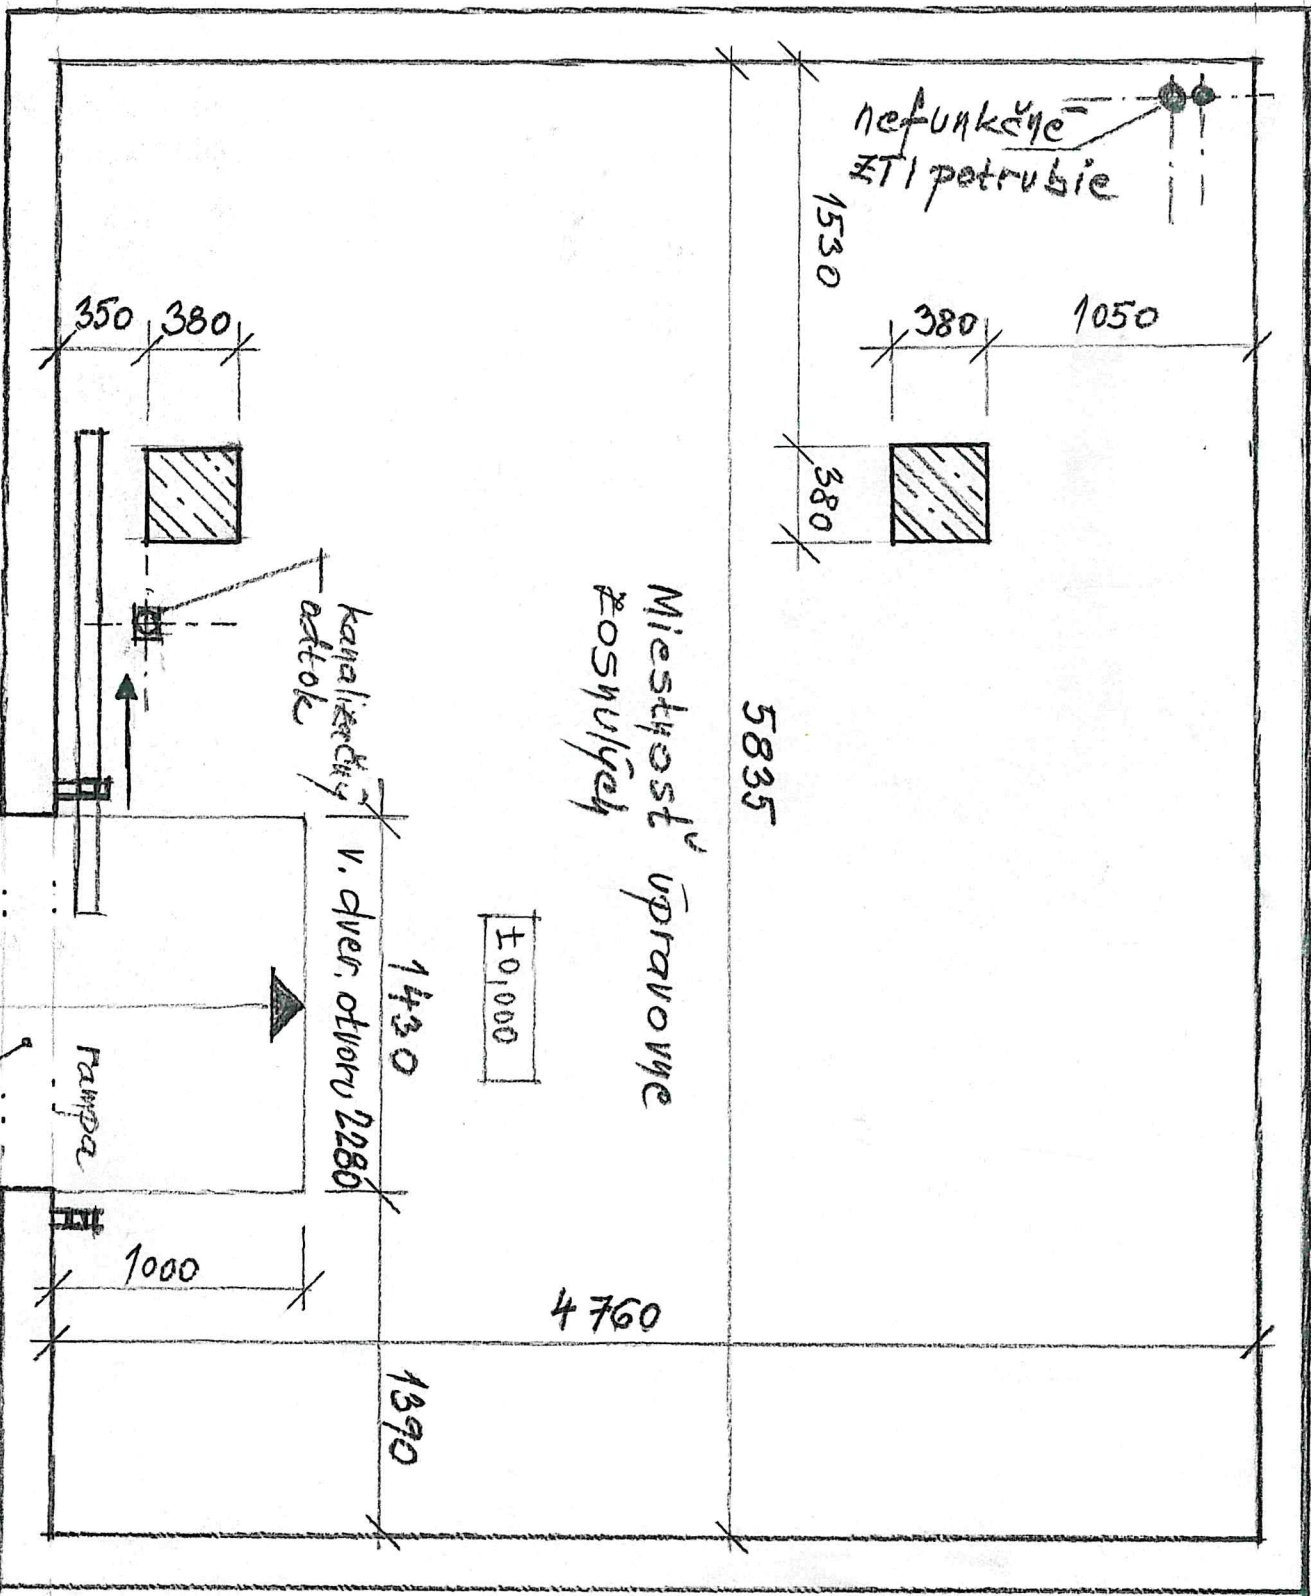 nefunkčné
ZTI potrubie
1530
350
380
380
1050
380
kanalizačný
odtok
Miestnosť úpravovne
zosnulých
5835
v. dver. otvoru 2280
1430
±0,000
rampa
1000
4760
1390